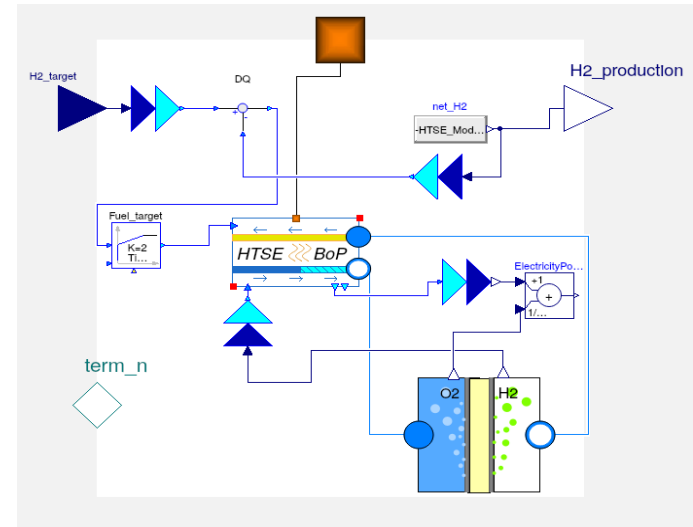 H2_target
DQ
H2_production
net_H2
-HTSE_Mod...
+
-
Fuel_target
K=2
Ti...
HTSE BoP
ElectricityPo...
+1
+
1/...
term_n
O2
H2